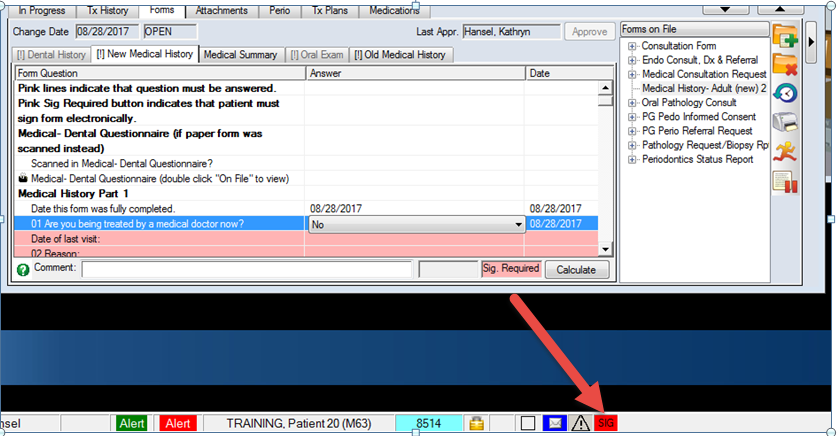 In Progress Tx History Forms Attachments Perio Tx Plans Medications
Change Date 08/28/2017 OPEN Last Appr. Hansel, Kathryn Approve
Forms on File
[!] Dental History [!] New Medical History Medical Summary [!] Oral Exam [!] Old Medical History
Form Question Answer Date
Pink lines indicate that question must be answered.
Pink Sig Required button indicates that patient must
sign form electronically.
Medical- Dental Questionnaire (if paper form was
scanned instead)
Scanned in Medical- Dental Questionnaire?
Medical- Dental Questionnaire (double click "On File" to view)
Medical History Part 1
Date this form was fully completed. 08/28/2017 08/28/2017
01 Are you being treated by a medical doctor now? No 08/28/2017
Date of last visit:
02 Reason:
Comment: Sig. Required Calculate
Consultation Form
Endo Consult, Dx & Referral
Medical Consultation Request
Medical History- Adult (new) 2
Oral Pathology Consult
PG Pedo Informed Consent
PG Perio Referral Request
Pathology Request/Biopsy Rpt
Periodontics Status Report
nsel Alert Alert TRAINING, Patient 20 (M63) 8514 SIG